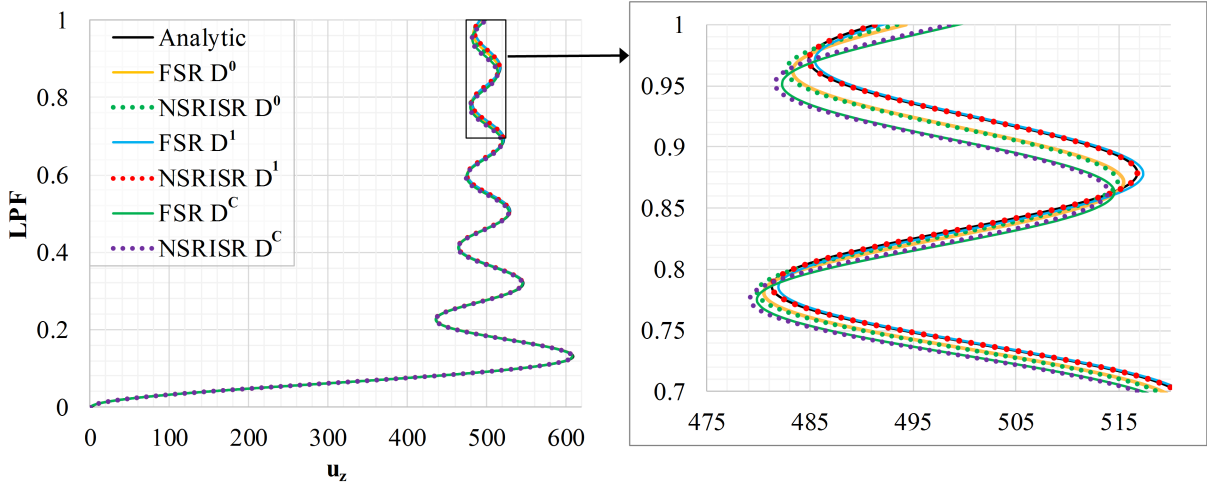 LPF
1
0.8
0.6
0.4
0.2
0
Analytic
FSR D⁰
NSRISR D⁰
FSR D¹
NSRISR D¹
FSR Dᶜ
NSRISR Dᶜ
0 100 200 300 400 500 600
u_z
1
0.95
0.9
0.85
0.8
0.75
0.7
475 485 495 505 515